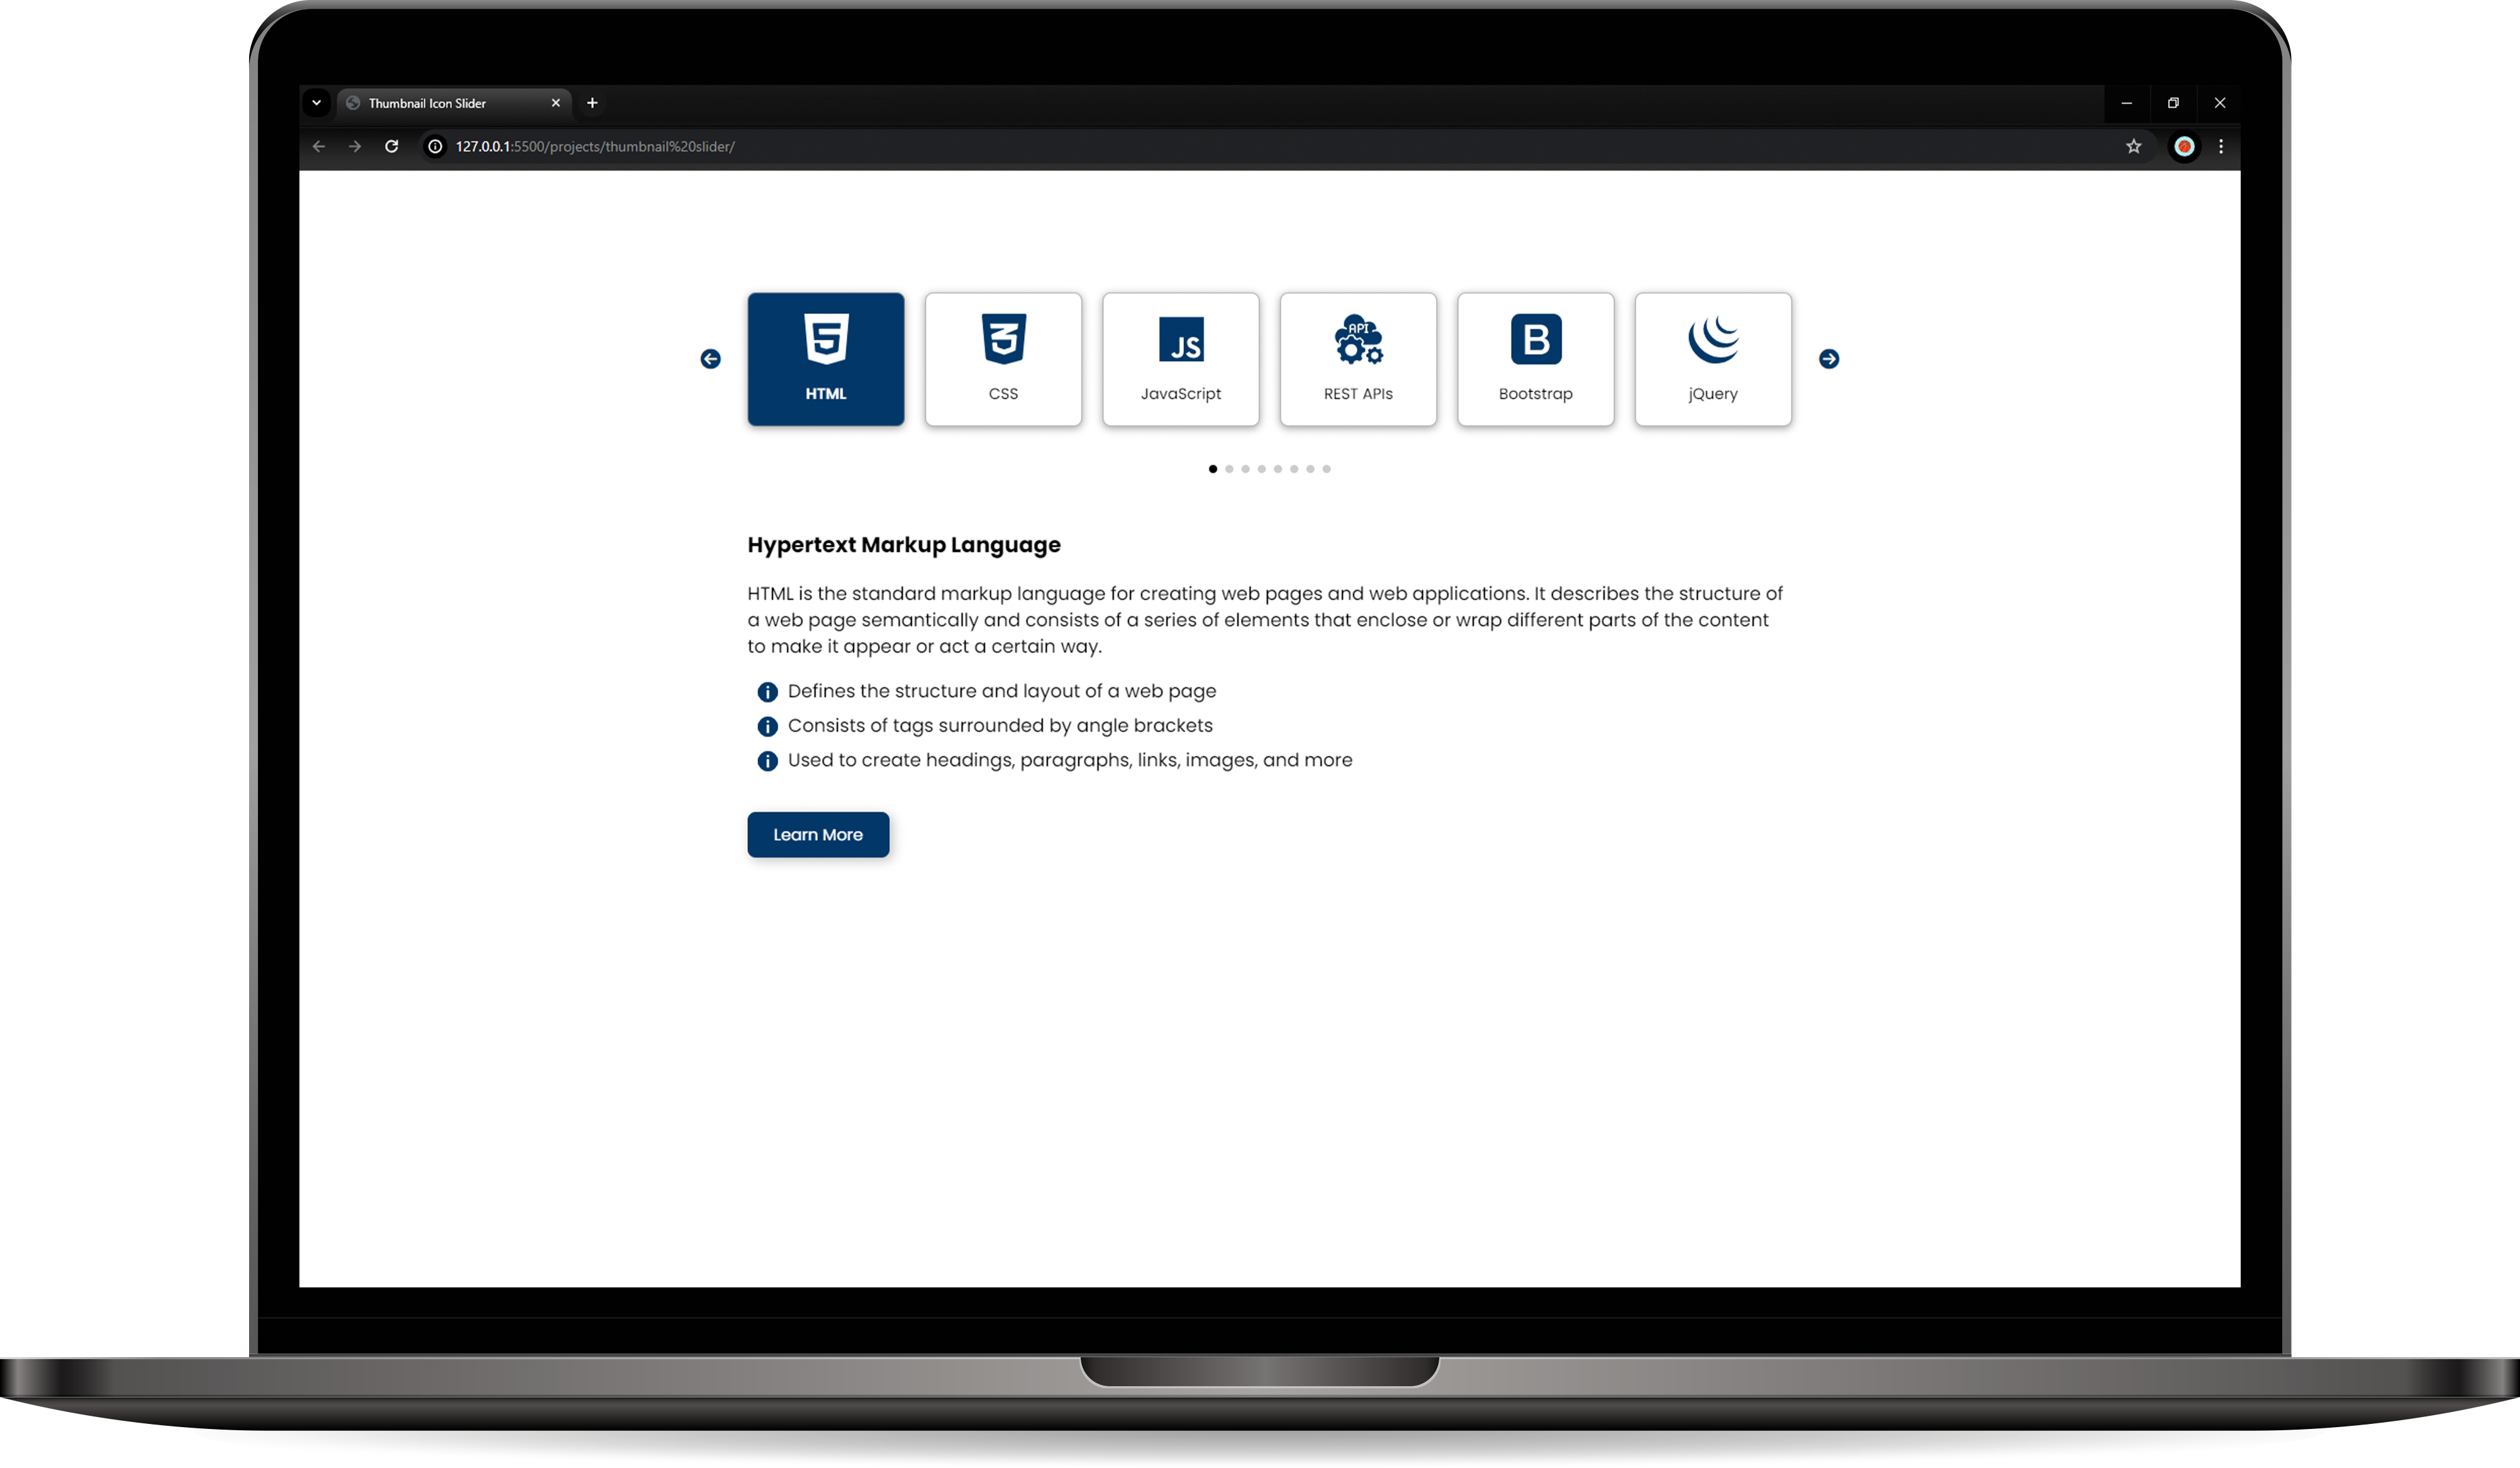 Thumbnail Icon Slider
127.0.0.1:5500/projects/thumbnail%20slider/
HTML
CSS
JS
JavaScript
API
REST APIs
B
Bootstrap
jQuery
Hypertext Markup Language
HTML is the standard markup language for creating web pages and web applications. It describes the structure of
a web page semantically and consists of a series of elements that enclose or wrap different parts of the content
to make it appear or act a certain way.
Defines the structure and layout of a web page
Consists of tags surrounded by angle brackets
Used to create headings, paragraphs, links, images, and more
Learn More